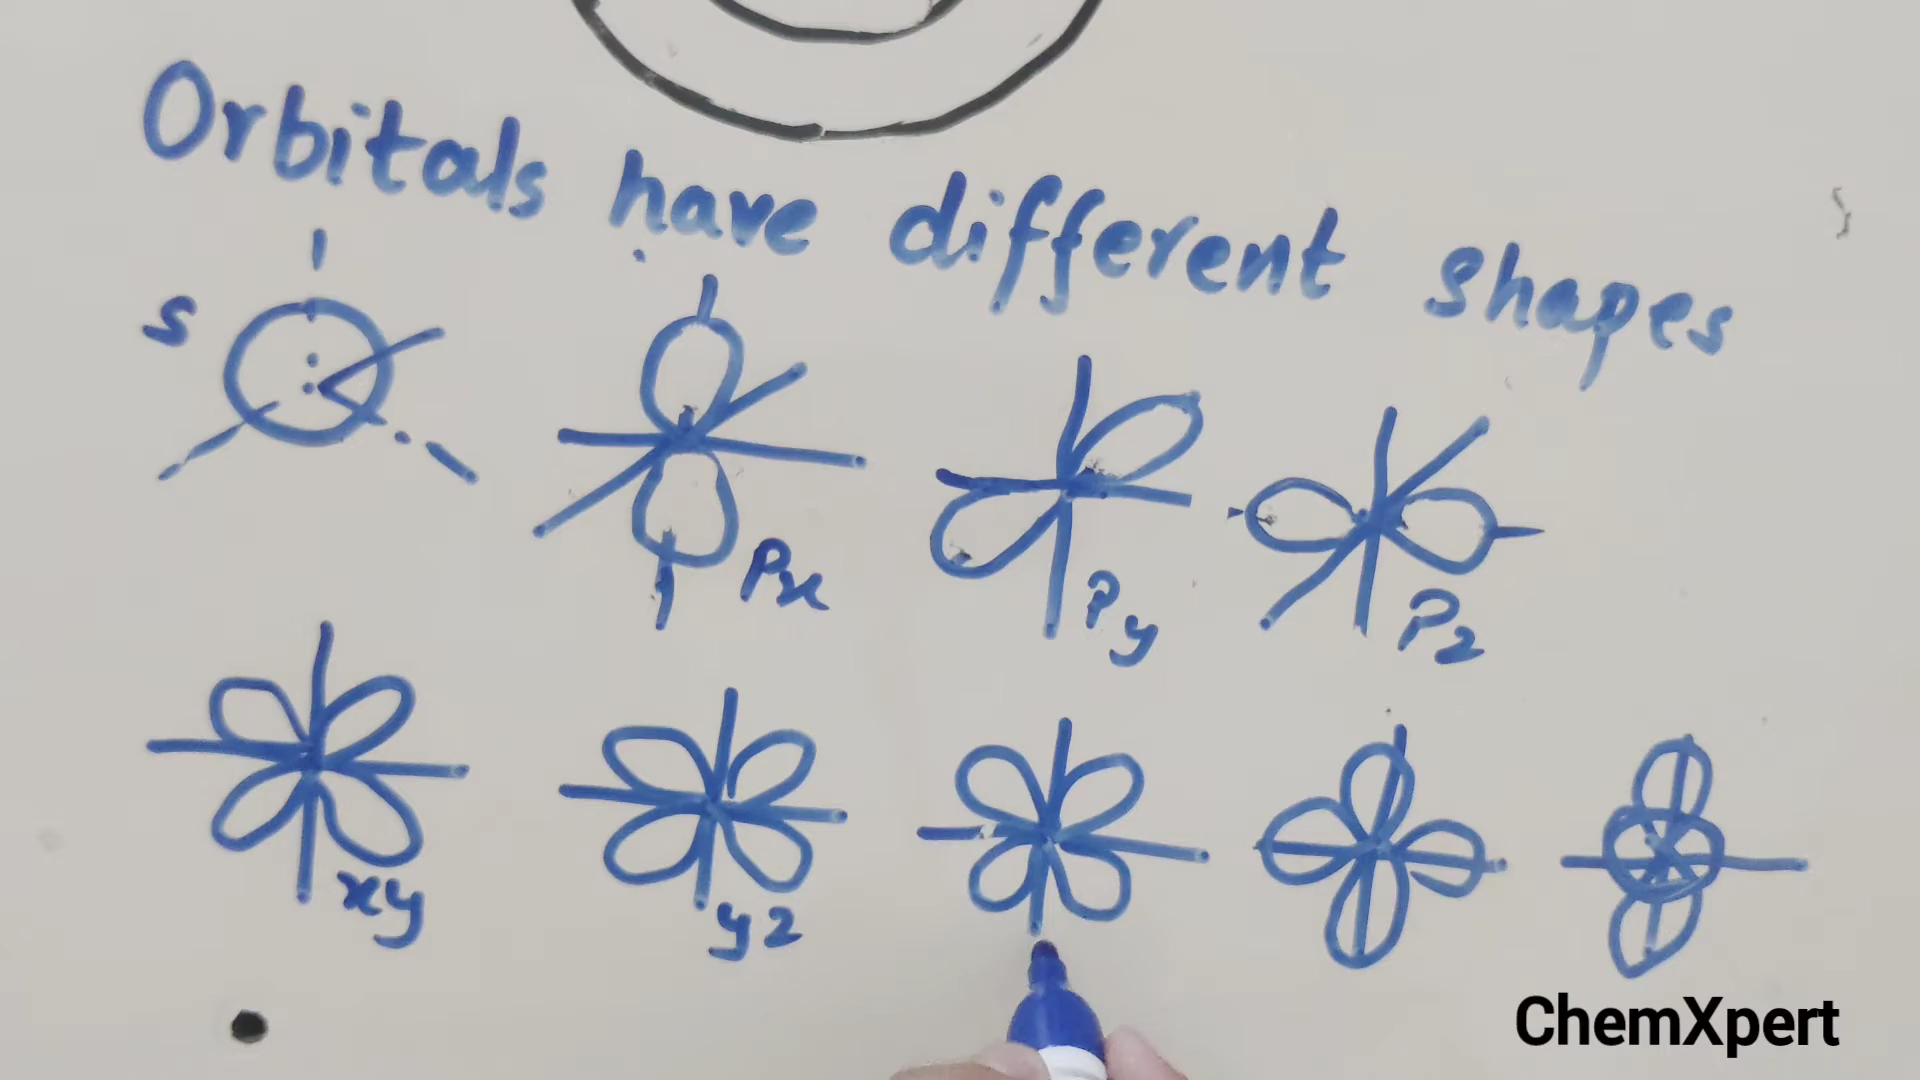 Orbitals have different shapes
s
Px
Py
Pz
xy
yz
ChemXpert